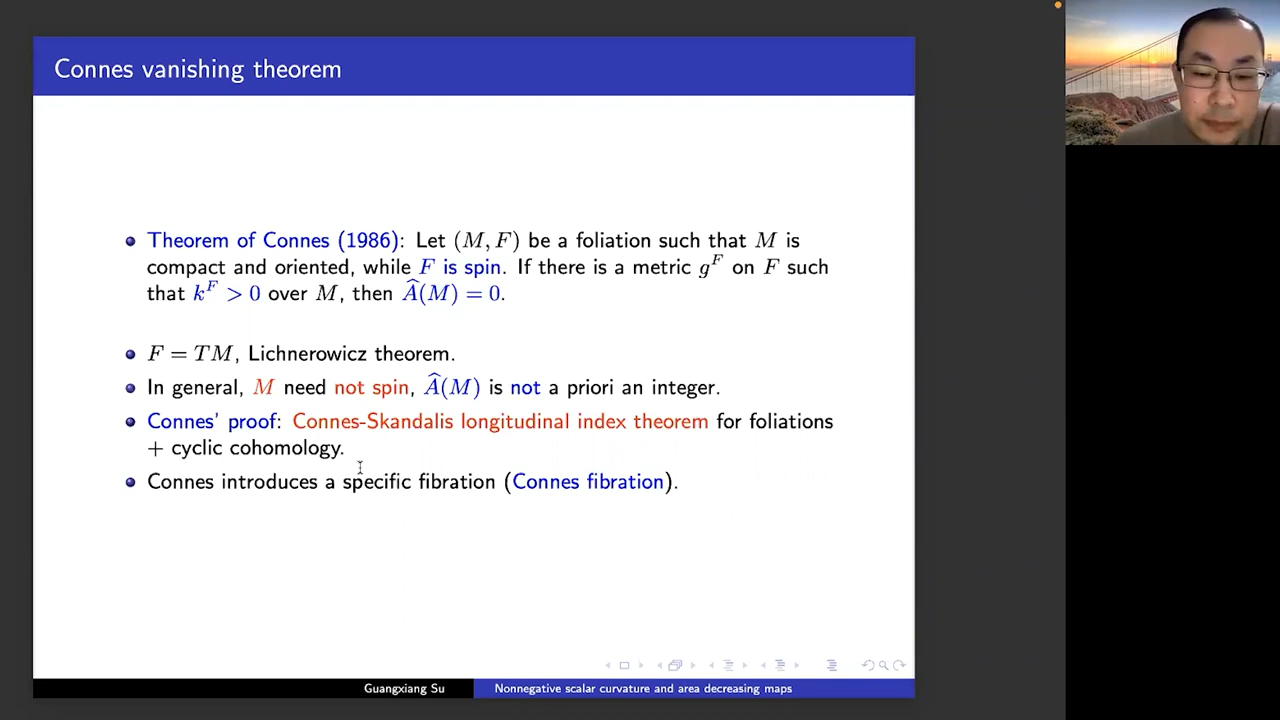 Connes vanishing theorem
• Theorem of Connes (1986): Let (M, F) be a foliation such that M is
compact and oriented, while F is spin. If there is a metric g^F on F such
that k^F > 0 over M, then Â(M) = 0.
• F = TM, Lichnerowicz theorem.
• In general, M need not spin, Â(M) is not a priori an integer.
• Connes' proof: Connes-Skandalis longitudinal index theorem for foliations
+ cyclic cohomology.
• Connes introduces a specific fibration (Connes fibration).
Guangxiang Su
Nonnegative scalar curvature and area decreasing maps